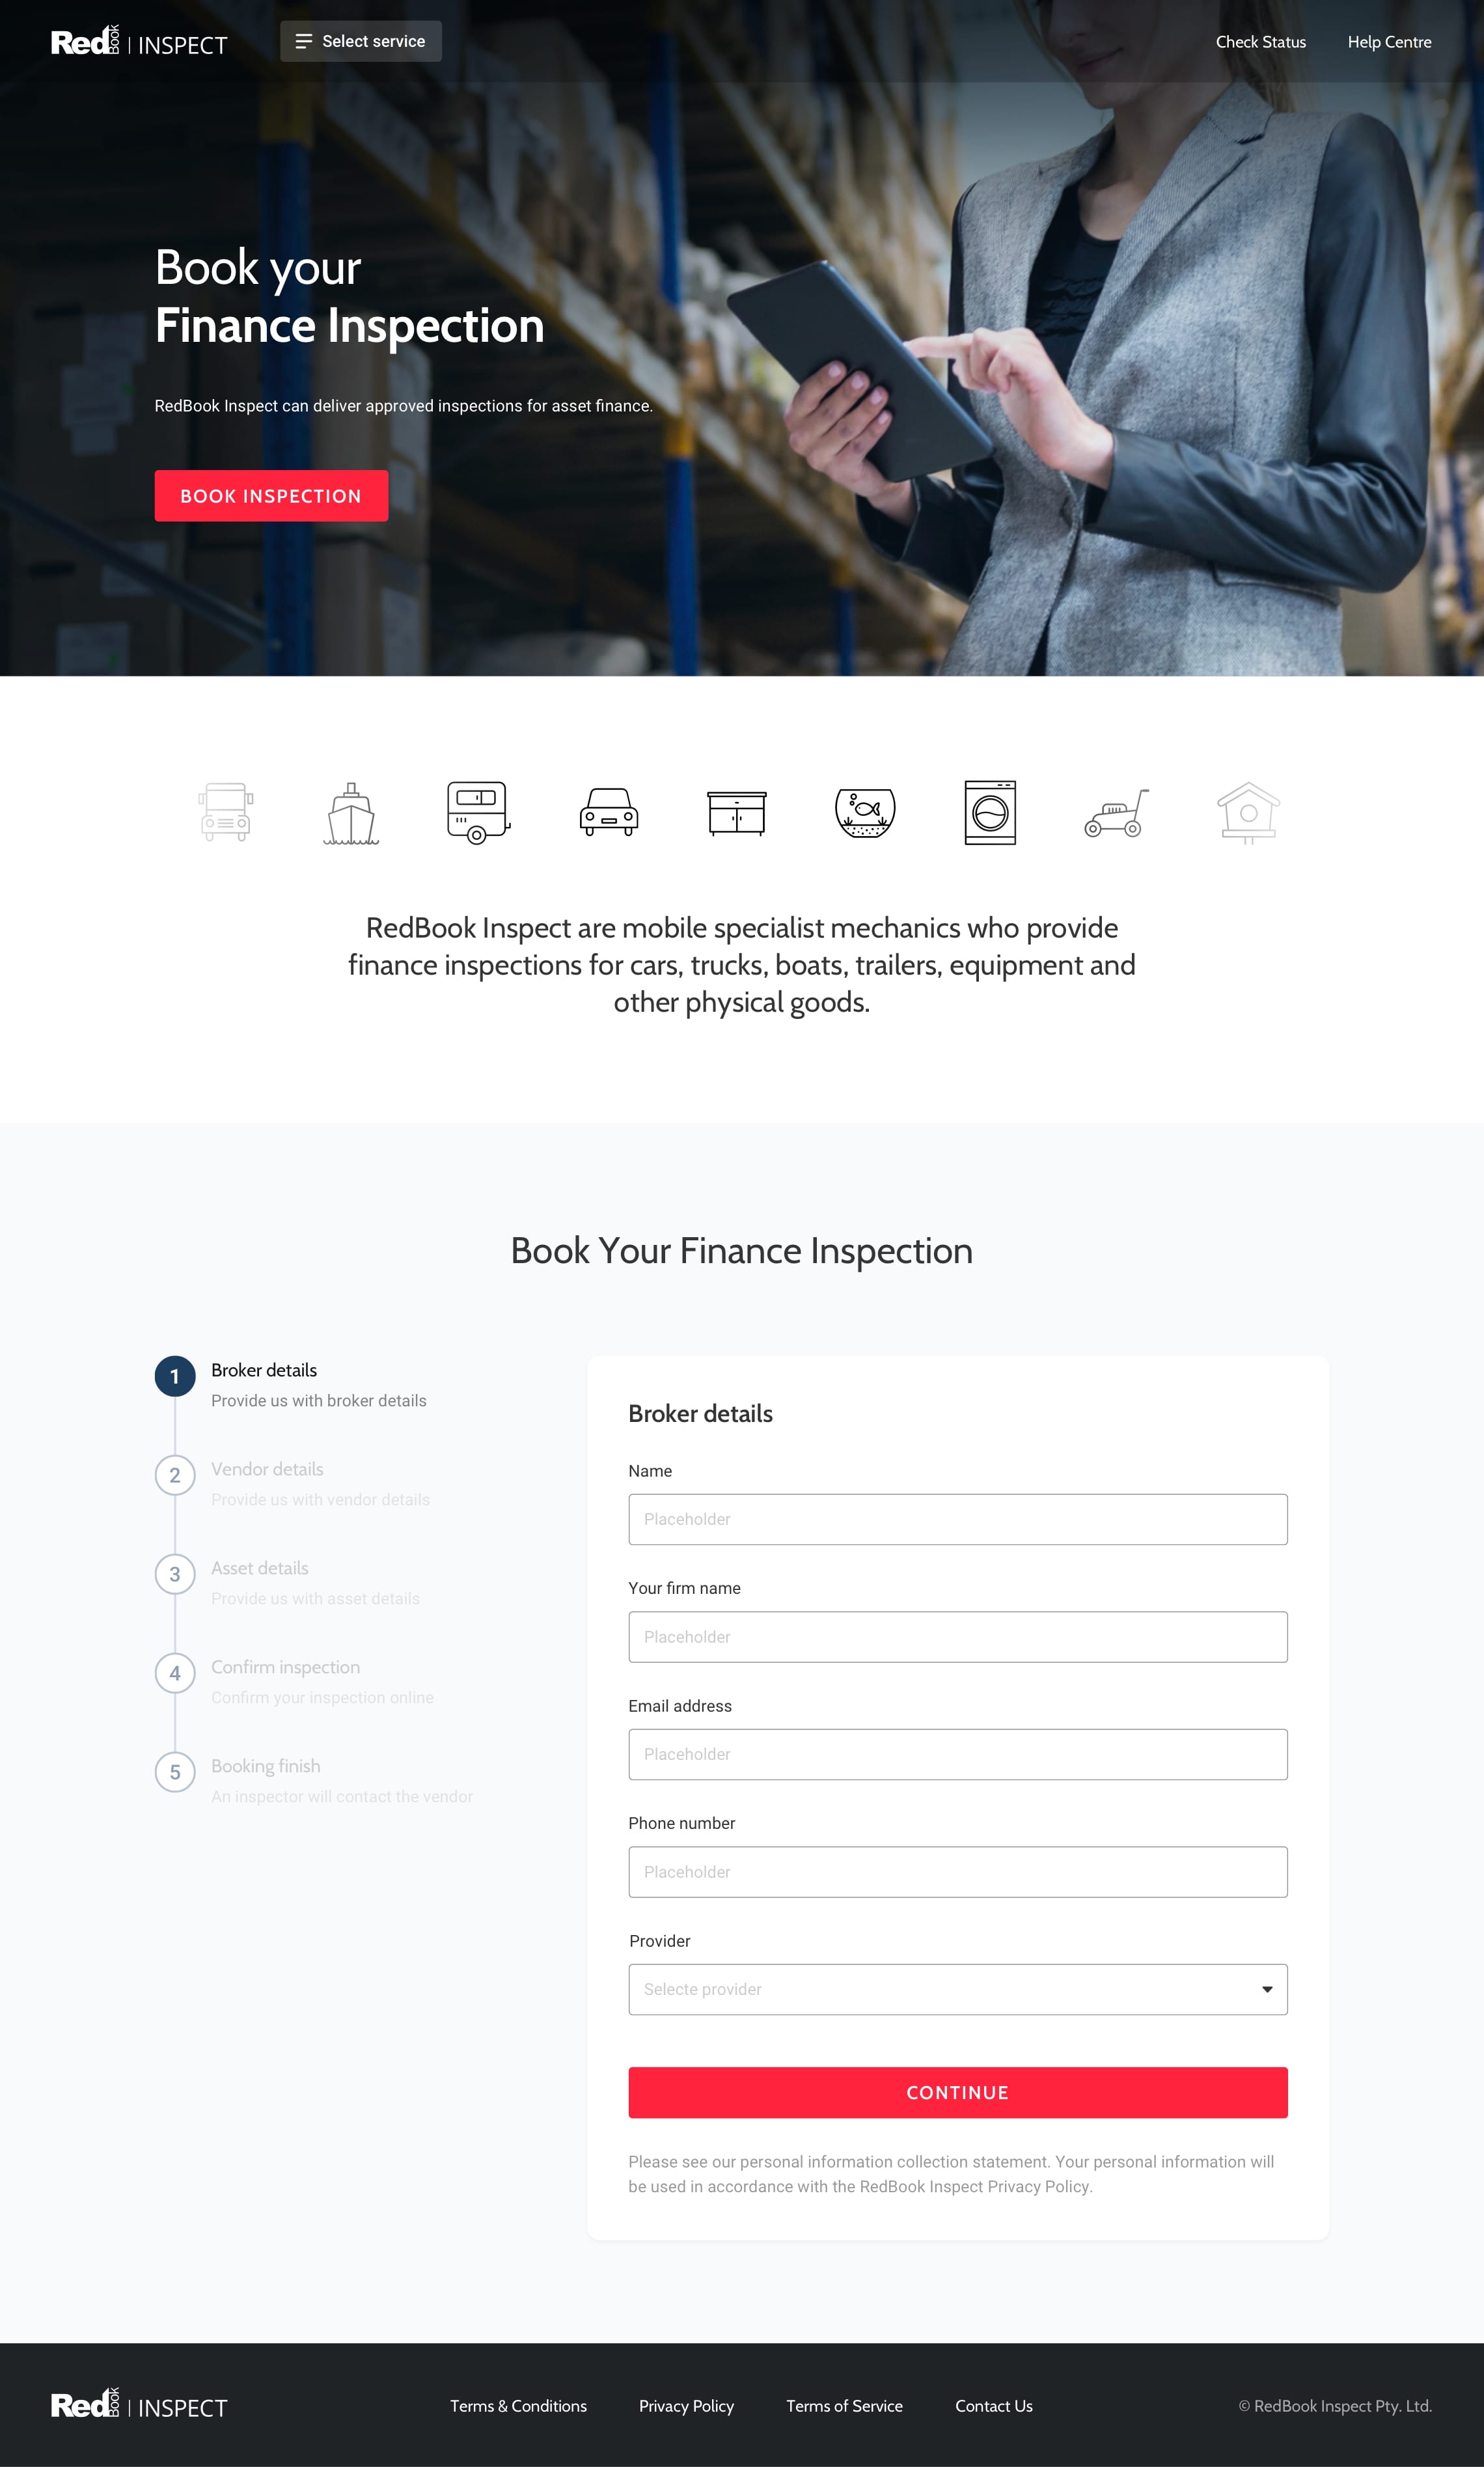 RedBook | INSPECT
Select service
Check Status
Help Centre
Book your
Finance Inspection
RedBook Inspect can deliver approved inspections for asset finance.
BOOK INSPECTION
RedBook Inspect are mobile specialist mechanics who provide
finance inspections for cars, trucks, boats, trailers, equipment and
other physical goods.
Book Your Finance Inspection
1
Broker details
Provide us with broker details
2
Vendor details
Provide us with vendor details
3
Asset details
Provide us with asset details
4
Confirm inspection
Confirm your inspection online
5
Booking finish
An inspector will contact the vendor
Broker details
Name
Placeholder
Your firm name
Placeholder
Email address
Placeholder
Phone number
Placeholder
Provider
Selecte provider
CONTINUE
Please see our personal information collection statement. Your personal information will
be used in accordance with the RedBook Inspect Privacy Policy.
RedBook | INSPECT
Terms & Conditions
Privacy Policy
Terms of Service
Contact Us
© RedBook Inspect Pty. Ltd.